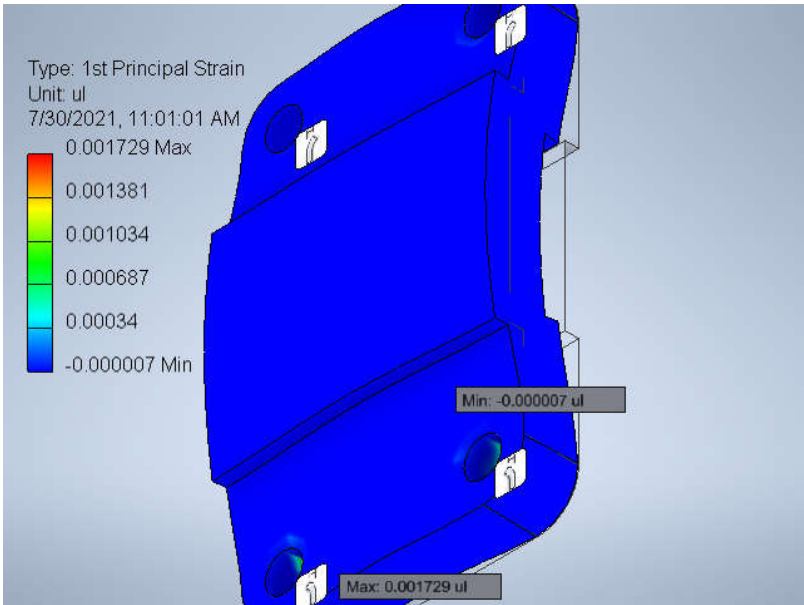 Type: 1st Principal Strain
Unit: ul
7/30/2021, 11:01:01 AM
0.001729 Max
0.001381
0.001034
0.000687
0.00034
-0.000007 Min
Min: -0.000007 ul
Max: 0.001729 ul